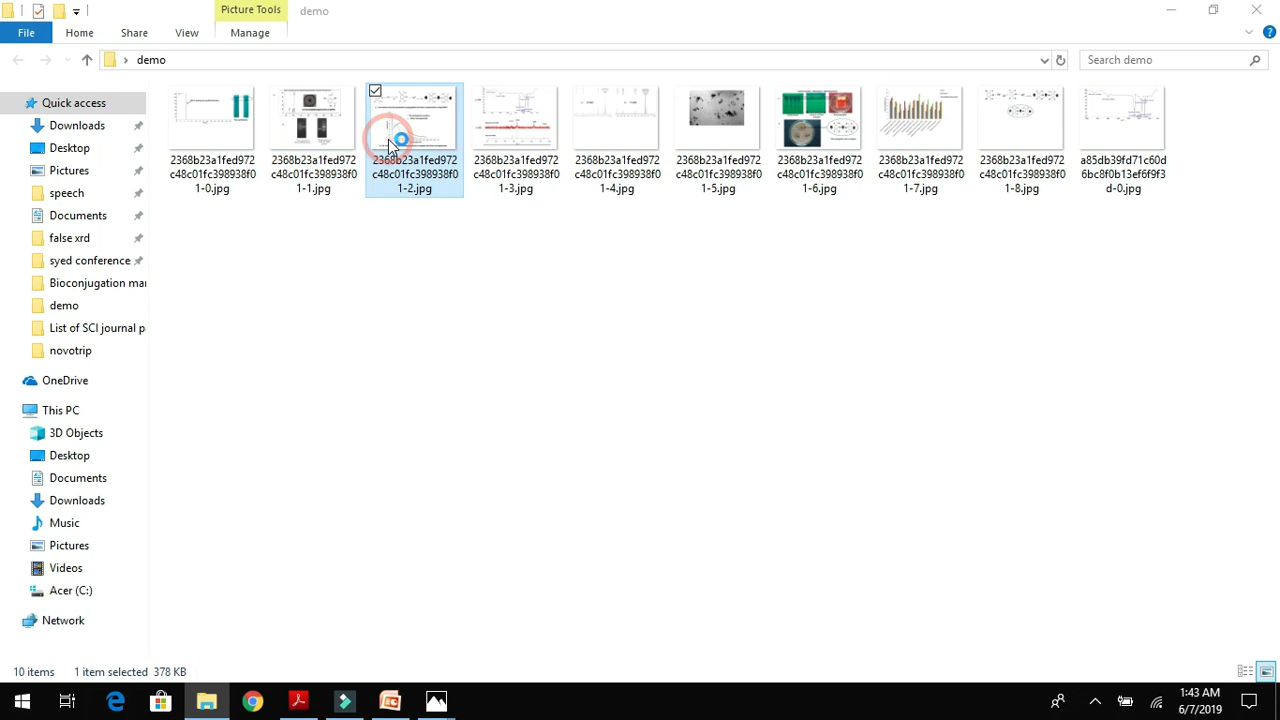 Picture Tools
demo
File
Home
Share
View
Manage
demo
Search demo
Quick access
Downloads
Desktop
Pictures
speech
Documents
false xrd
syed conference
Bioconjugation mar
demo
List of SCI journal p
novotrip
OneDrive
This PC
3D Objects
Desktop
Documents
Downloads
Music
Pictures
Videos
Acer (C:)
Network
2368b23a1fed972
c48c01fc398938f0
1-0.jpg
2368b23a1fed972
c48c01fc398938f0
1-1.jpg
2368b23a1fed972
c48c01fc398938f0
1-2.jpg
2368b23a1fed972
c48c01fc398938f0
1-3.jpg
2368b23a1fed972
c48c01fc398938f0
1-4.jpg
2368b23a1fed972
c48c01fc398938f0
1-5.jpg
2368b23a1fed972
c48c01fc398938f0
1-6.jpg
2368b23a1fed972
c48c01fc398938f0
1-7.jpg
2368b23a1fed972
c48c01fc398938f0
1-8.jpg
a85db39fd71c60d
6bc8f0b13ef6f9f3
d-0.jpg
10 items
1 item selected 378 KB
1:43 AM
6/7/2019